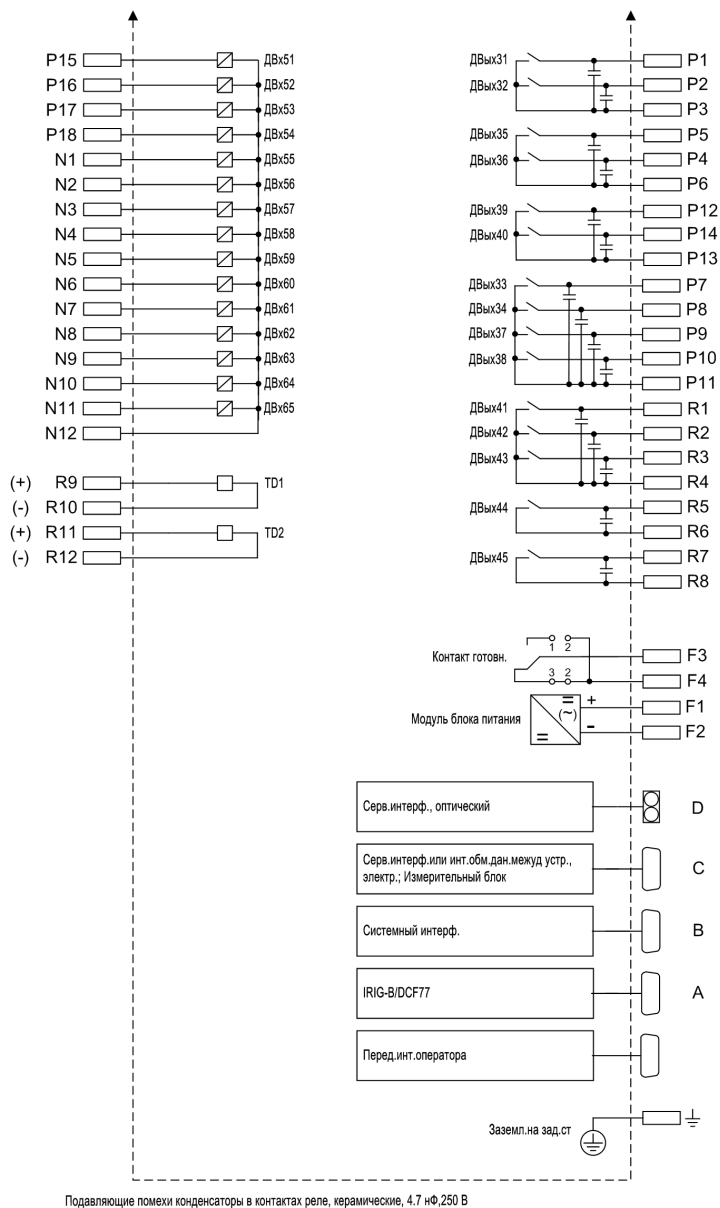 P15 ДВх51
P16 ДВх52
P17 ДВх53
P18 ДВх54
N1 ДВх55
N2 ДВх56
N3 ДВх57
N4 ДВх58
N5 ДВх59
N6 ДВх60
N7 ДВх61
N8 ДВх62
N9 ДВх63
N10 ДВх64
N11 ДВх65
N12
(+) R9 TD1
(-) R10
(+) R11 TD2
(-) R12
ДВых31 P1
ДВых32 P2
P3
ДВых35 P5
ДВых36 P4
P6
ДВых39 P12
ДВых40 P14
P13
ДВых33 P7
ДВых34 P8
ДВых37 P9
ДВых38 P10
P11
ДВых41 R1
ДВых42 R2
ДВых43 R3
R4
ДВых44 R5
R6
ДВых45 R7
R8
1 2
Контакт готовн. F3
3 2 F4
Модуль блока питания = (~) = + - F1
F2
Серв.интерф., оптический D
Серв.интерф.или инт.обм.дан.межуд устр.,
электр.; Измерительный блок C
Системный интерф. B
IRIG-B/DCF77 A
Перед.инт.оператора
Заземл.на зад.ст
Подавляющие помехи конденсаторы в контактах реле, керамические, 4.7 нФ,250 В